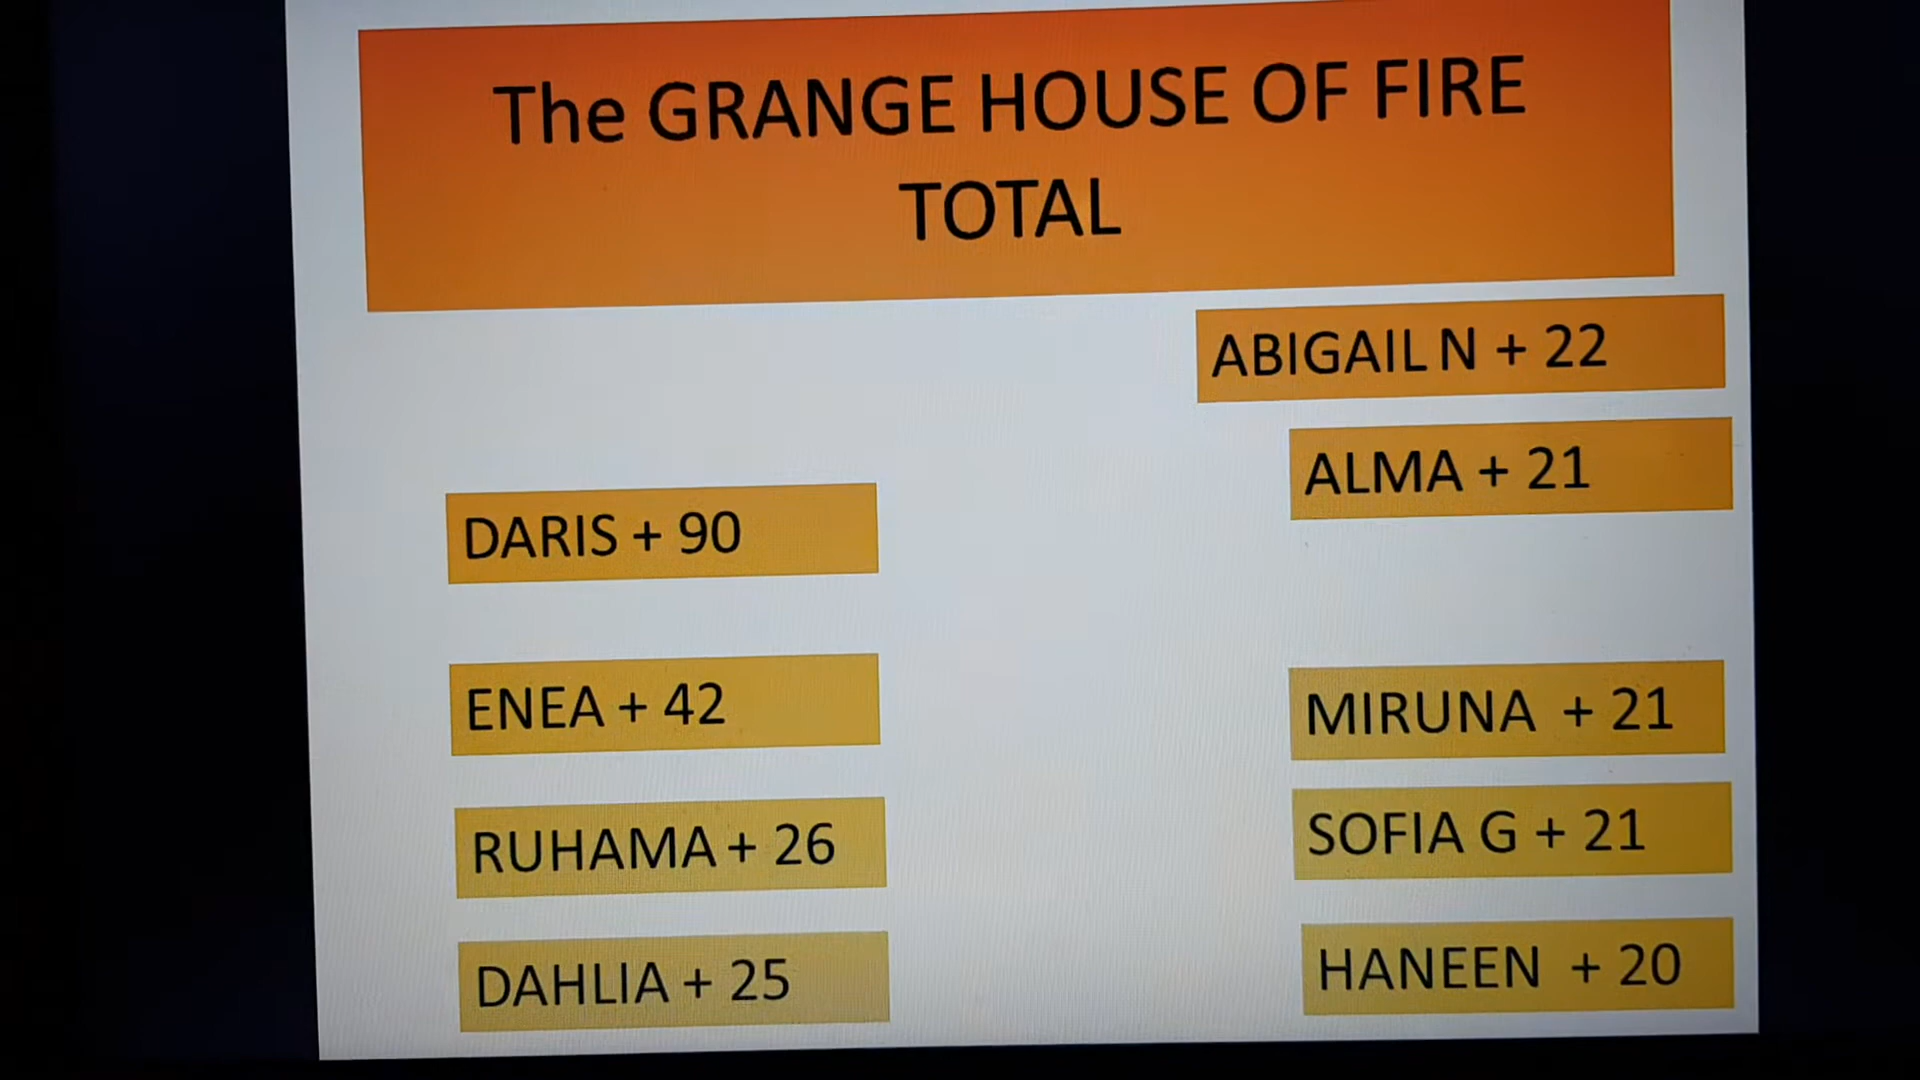 The GRANGE HOUSE OF FIRE
TOTAL
DARIS + 90
ENEA + 42
RUHAMA + 26
DAHLIA + 25
ABIGAIL N + 22
ALMA + 21
MIRUNA + 21
SOFIA G + 21
HANEEN + 20